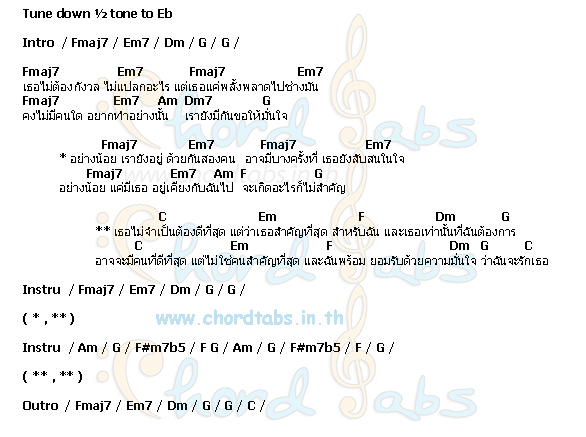 Tune down ½ tone to Eb
Intro / Fmaj7 / Em7 / Dm / G / G /
Fmaj7 Em7 Fmaj7 Em7
เธอไม่ต้องกังวล ไม่แปลกอะไร แต่เธอแค่พลั้งพลาดไปช่างมัน
Fmaj7 Em7 Am Dm7 G
คงไม่มีคนใด อยากทำอย่างนั้น เรายังมีกันขอให้มั่นใจ
Fmaj7 Em7 Fmaj7 Em7
* อย่างน้อย เรายังอยู่ ด้วยกันสองคน อาจมีบางครั้งที่ เธอยังสับสนในใจ
Fmaj7 Em7 Am F G
อย่างน้อย แค่มีเธอ อยู่เคียงกับฉันไป จะเกิดอะไรก็ไม่สำคัญ
C Em F Dm G
** เธอไม่จำเป็นต้องดีที่สุด แต่ว่าเธอสำคัญที่สุด สำหรับฉัน และเธอเท่านั้นที่ฉันต้องการ
C Em F Dm G C
อาจจะมีคนที่ดีที่สุด แต่ไม่ใช่คนสำคัญที่สุด และฉันพร้อม ยอมรับด้วยความมั่นใจ ว่าฉันจะรักเธอ
Instru / Fmaj7 / Em7 / Dm / G / G /
( * , ** )
www.chordtabs.in.th
Instru / Am / G / F#m7b5 / F G / Am / G / F#m7b5 / F / G /
( ** , ** )
Outro / Fmaj7 / Em7 / Dm / G / G / C /